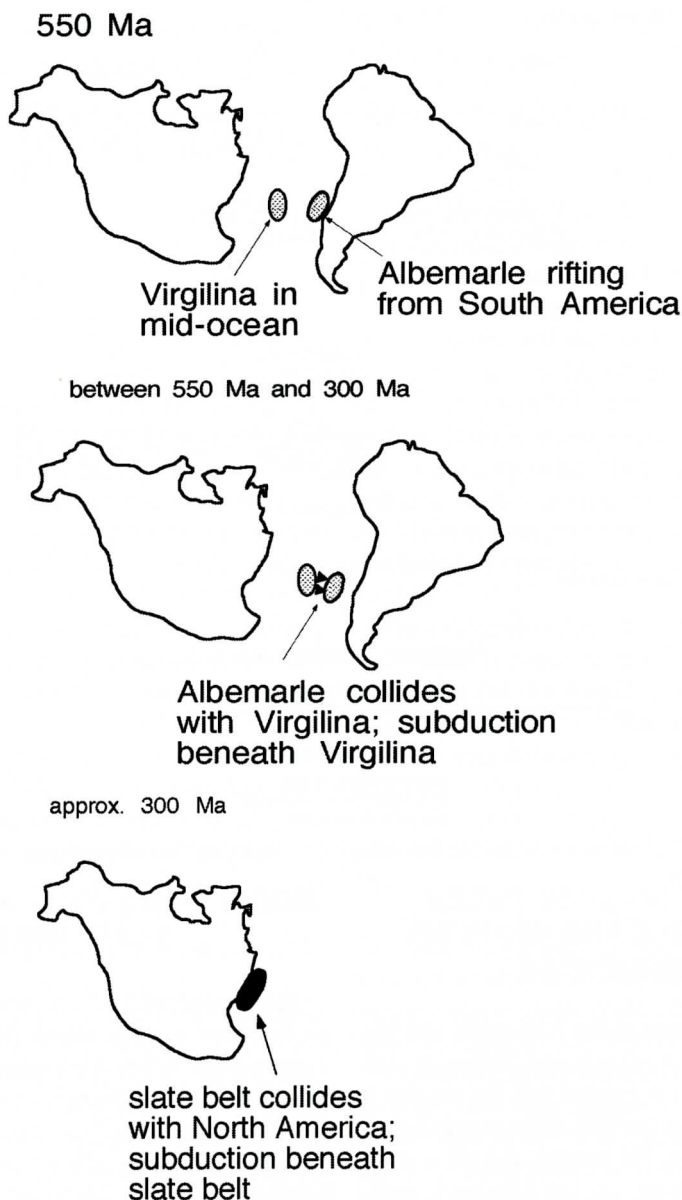 550 Ma
Virgilina in
mid-ocean
Albemarle rifting
from South America
between 550 Ma and 300 Ma
Albemarle collides
with Virgilina; subduction
beneath Virgilina
approx. 300 Ma
slate belt collides
with North America;
subduction beneath
slate belt